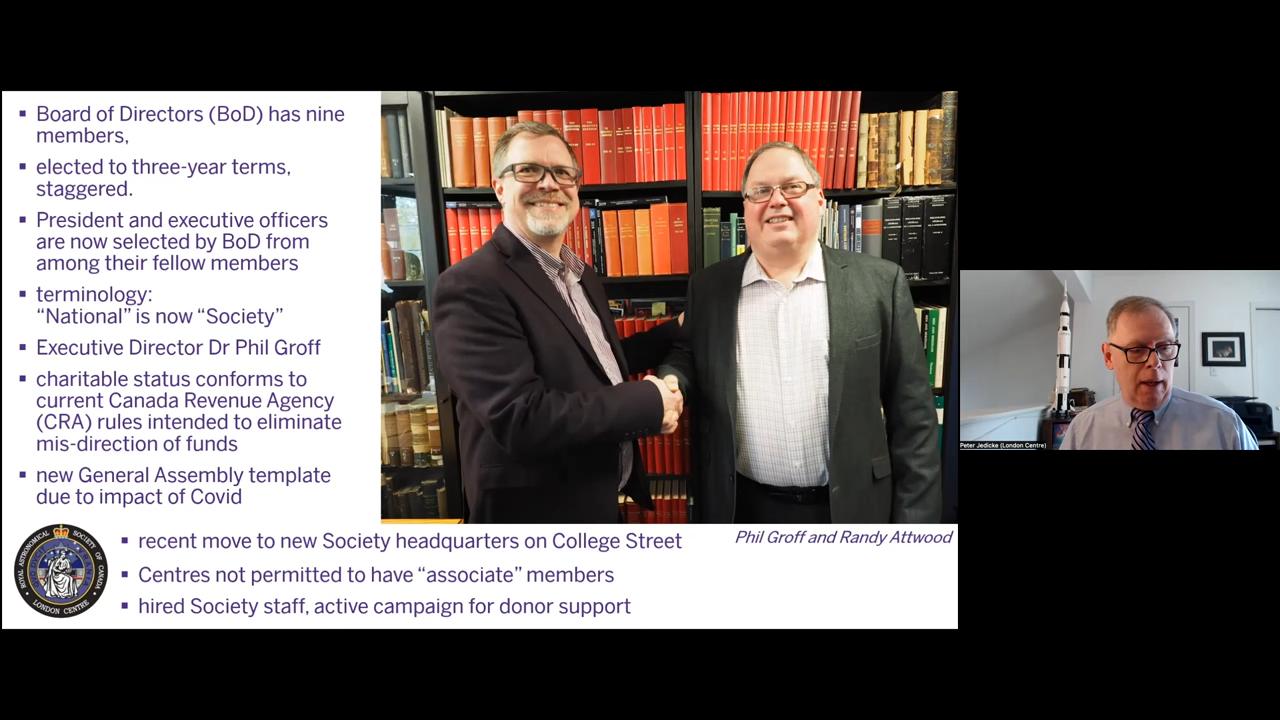 ▪ Board of Directors (BoD) has nine
members,
▪ elected to three-year terms,
staggered.
▪ President and executive officers
are now selected by BoD from
among their fellow members
▪ terminology:
“National” is now “Society”
▪ Executive Director Dr Phil Groff
▪ charitable status conforms to
current Canada Revenue Agency
(CRA) rules intended to eliminate
mis-direction of funds
▪ new General Assembly template
due to impact of Covid
▪ recent move to new Society headquarters on College Street
▪ Centres not permitted to have “associate” members
▪ hired Society staff, active campaign for donor support
Phil Groff and Randy Attwood
ROYAL ASTRONOMICAL SOCIETY OF CANADA
LONDON CENTRE
Peter Jedicke (London Centre)